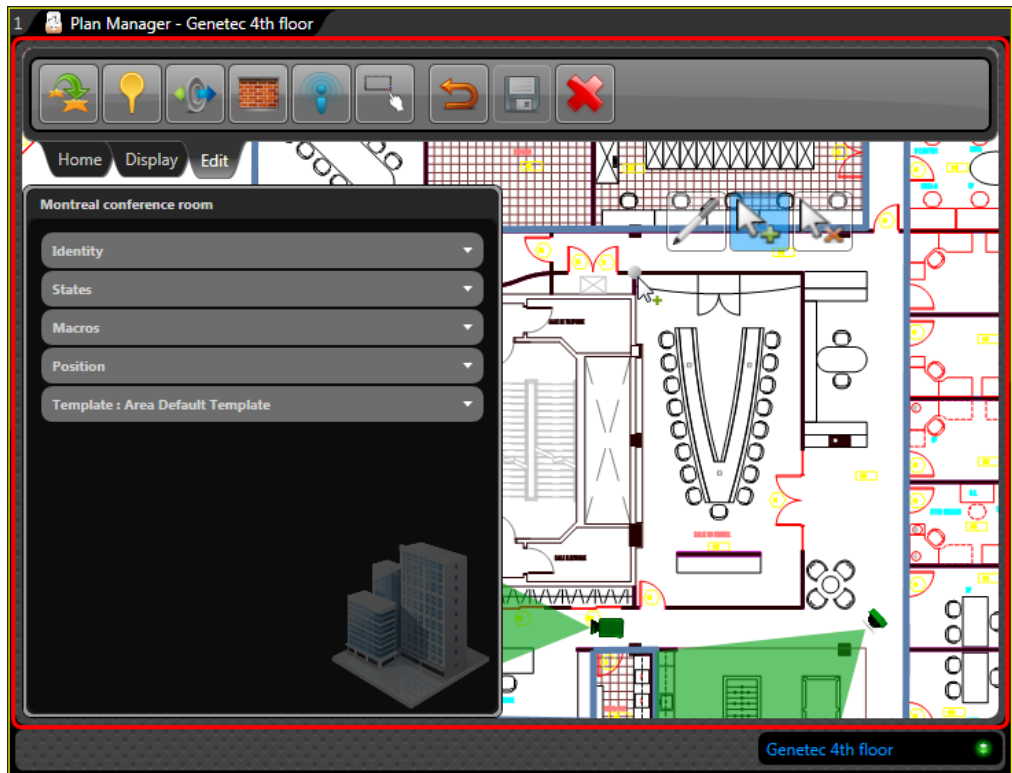 1 Plan Manager - Genetec 4th floor
Home Display Edit
Montreal conference room
Identity
States
Macros
Position
Template : Area Default Template
Genetec 4th floor